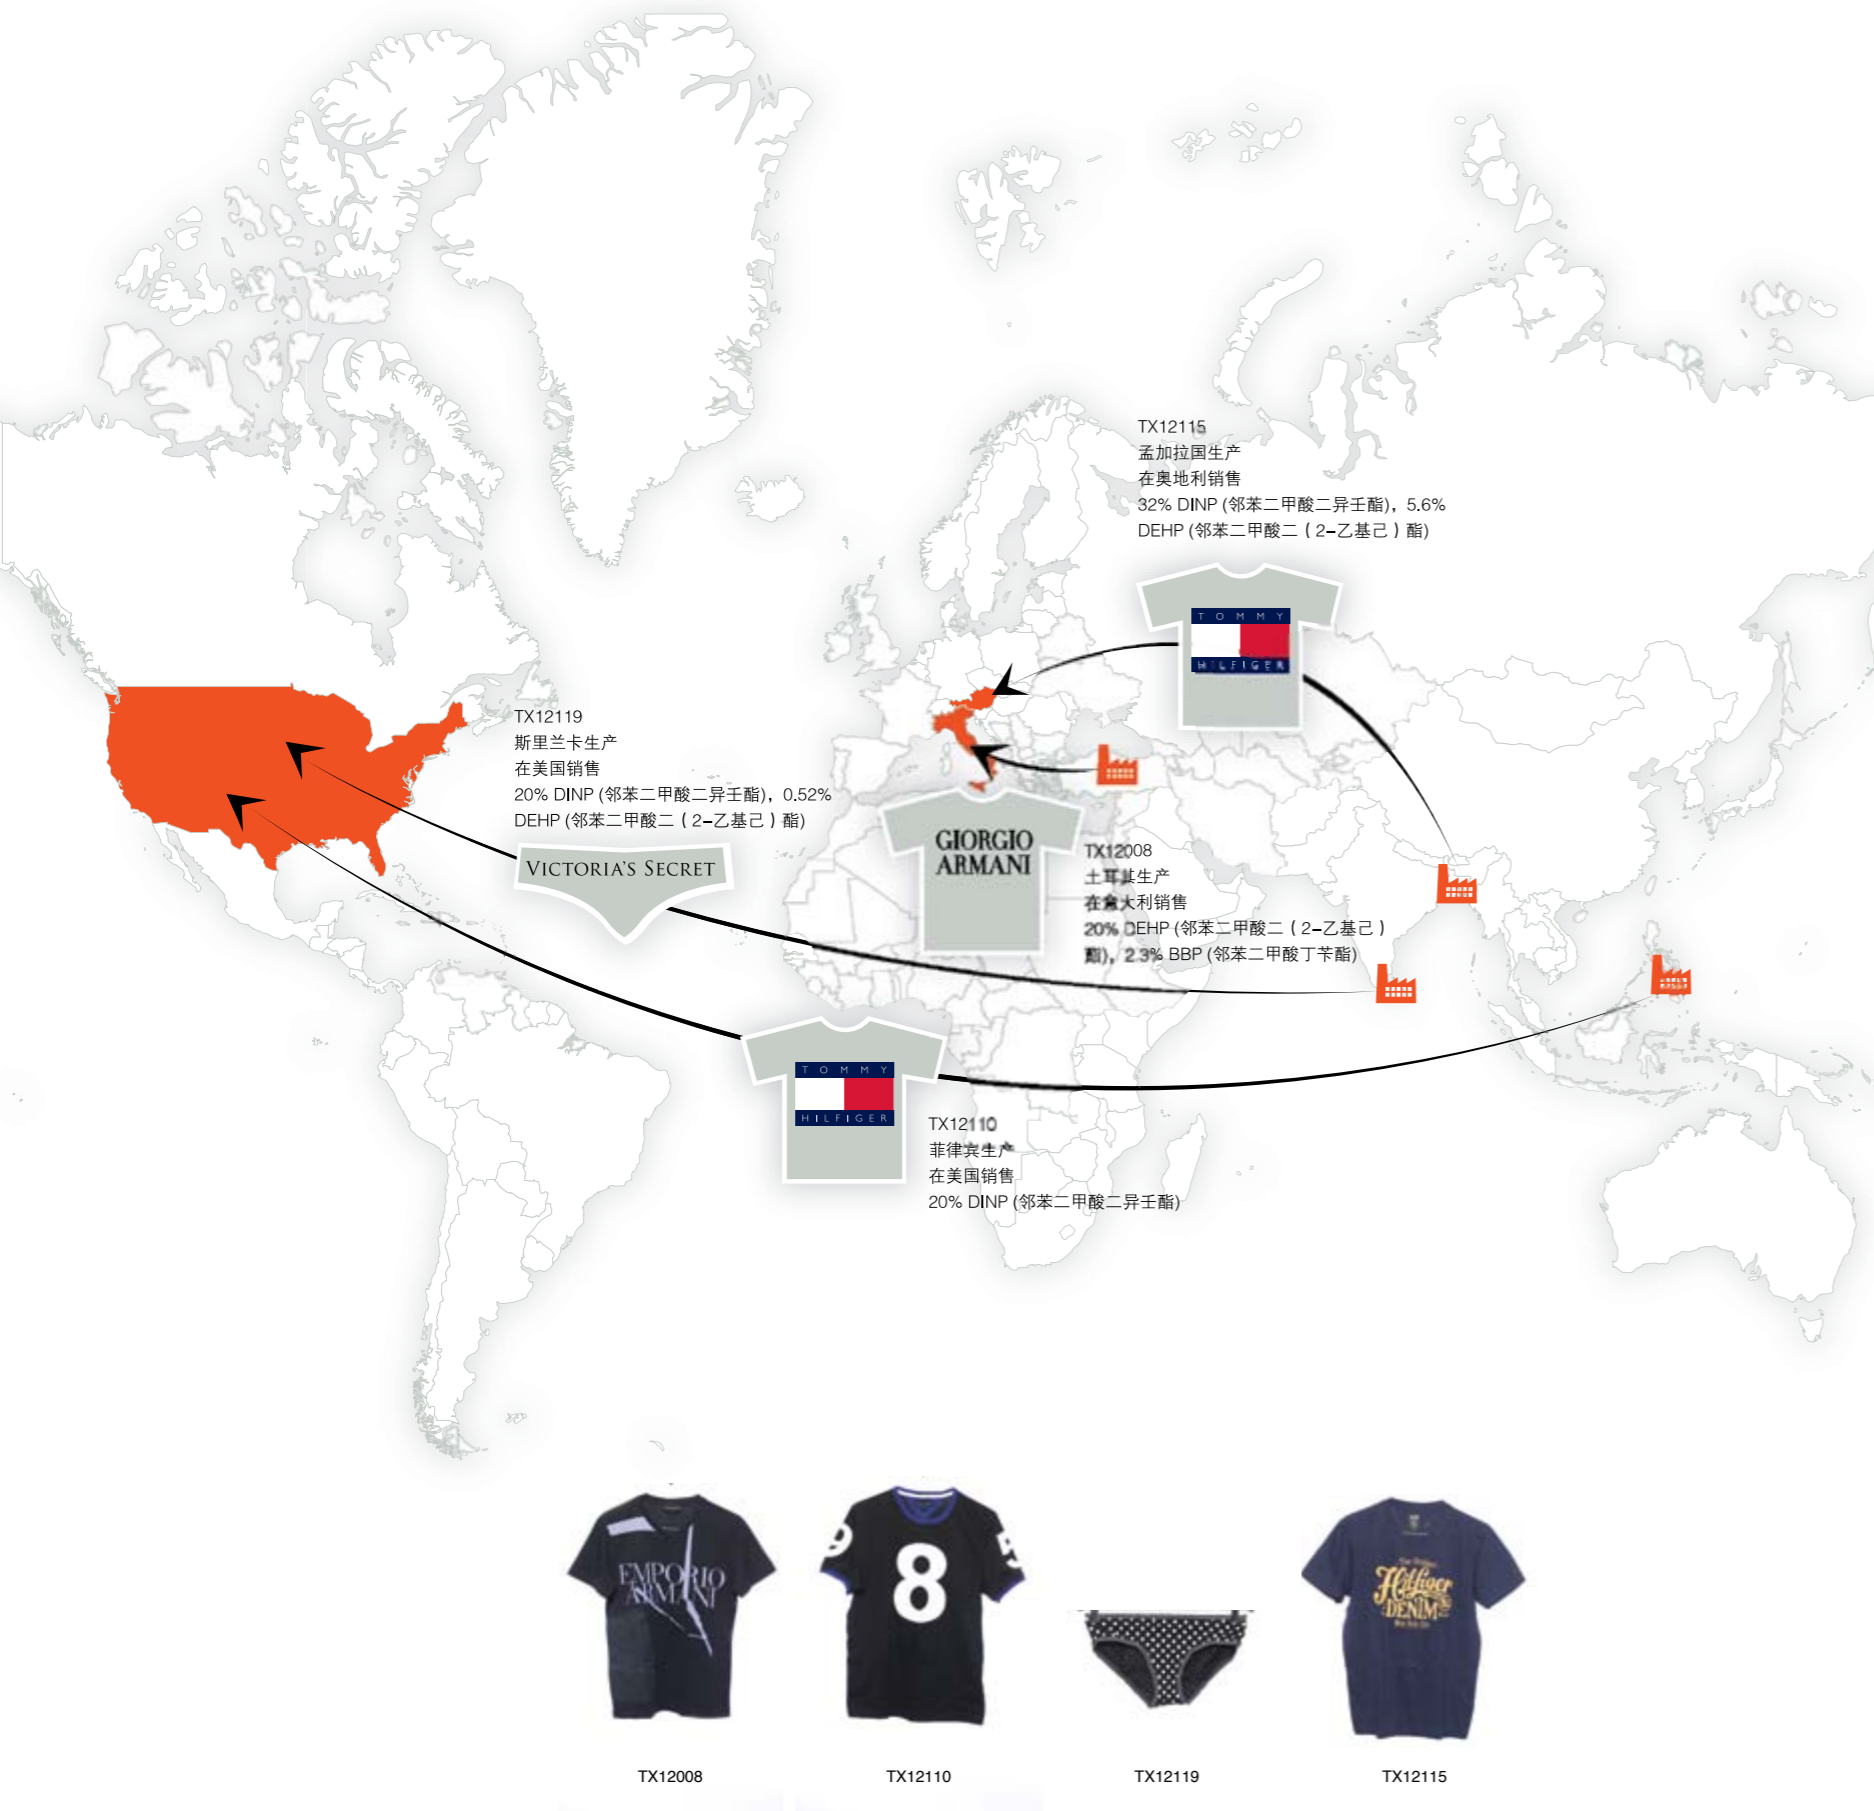 TX12115
孟加拉国生产
在奥地利销售
32% DINP (邻苯二甲酸二异壬酯)，5.6%
DEHP (邻苯二甲酸二（2-乙基己）酯)
TOMMY
HILFIGER
TX12119
斯里兰卡生产
在美国销售
20% DINP (邻苯二甲酸二异壬酯)，0.52%
DEHP (邻苯二甲酸二（2-乙基己）酯)
VICTORIA'S SECRET
GIORGIO
ARMANI
TX12008
土耳其生产
在意大利销售
20% DEHP (邻苯二甲酸二（2-乙基己）
酯)，2.3% BBP (邻苯二甲酸丁苄酯)
TOMMY
HILFIGER
TX12110
菲律宾生产
在美国销售
20% DINP (邻苯二甲酸二异壬酯)
EMPORIO
ARMANI
9
8
5
Hilfiger
DENIM
TX12008
TX12110
TX12119
TX12115